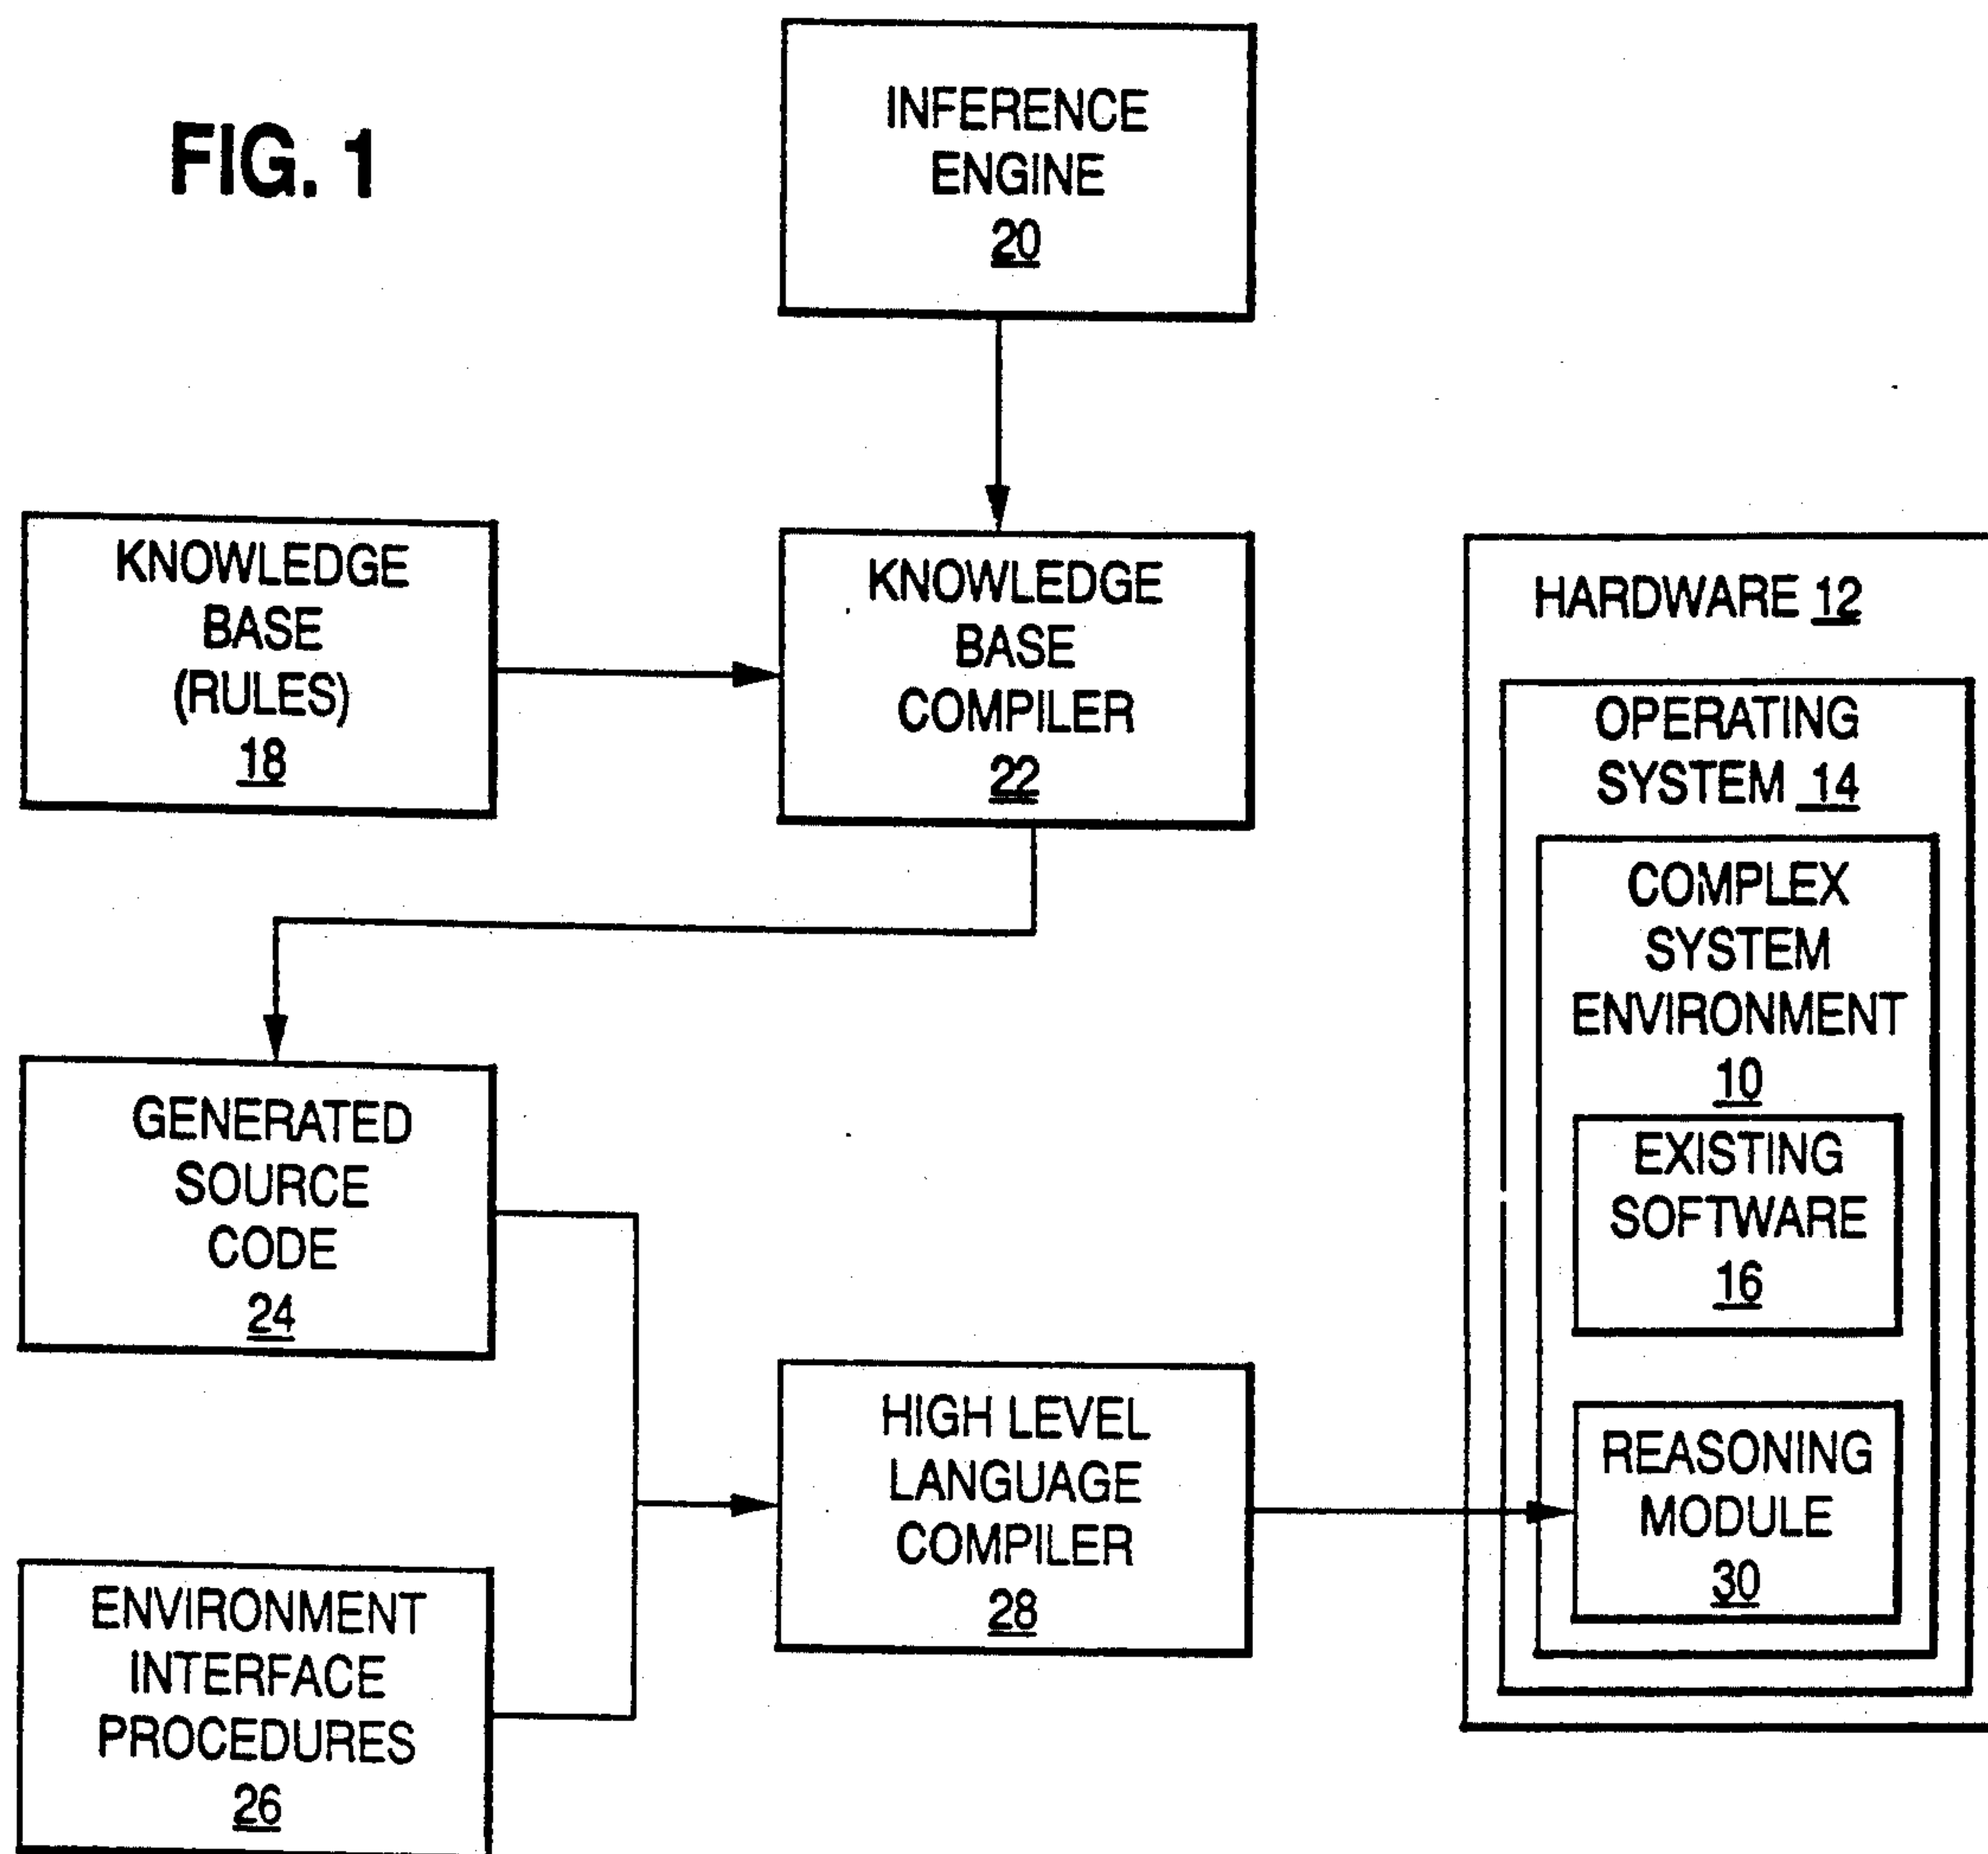 FIG. 1
INFERENCE
ENGINE
20
KNOWLEDGE
BASE
(RULES)
18
KNOWLEDGE
BASE
COMPILER
22
HARDWARE 12
OPERATING
SYSTEM 14
COMPLEX
SYSTEM
ENVIRONMENT
10
EXISTING
SOFTWARE
16
REASONING
MODULE
30
GENERATED
SOURCE
CODE
24
HIGH LEVEL
LANGUAGE
COMPILER
28
ENVIRONMENT
INTERFACE
PROCEDURES
26